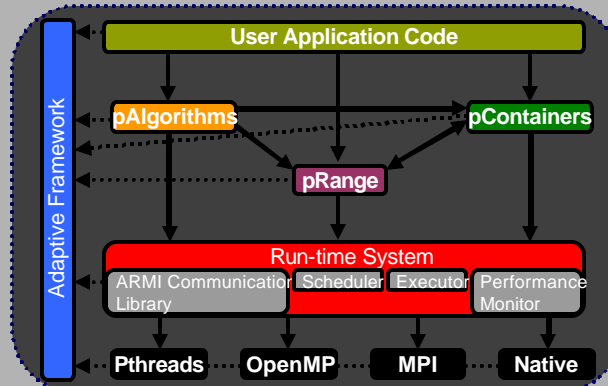 User Application Code
Adaptive Framework
pAlgorithms
pContainers
pRange
Run-time System
ARMI Communication
Library
Scheduler
Executor
Performance
Monitor
Pthreads
OpenMP
MPI
Native